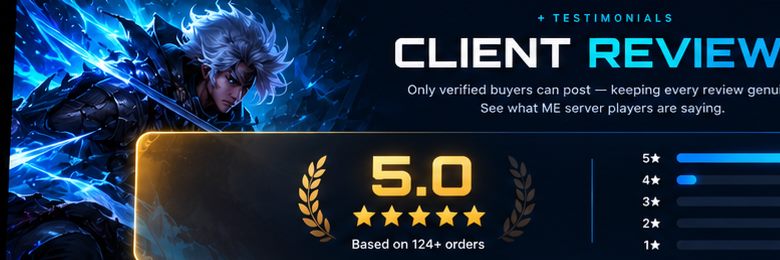 + TESTIMONIALS
CLIENT REVIEW
Only verified buyers can post — keeping every review genui
See what ME server players are saying.
5.0
★★★★★
Based on 124+ orders
5★
4★
3★
2★
1★